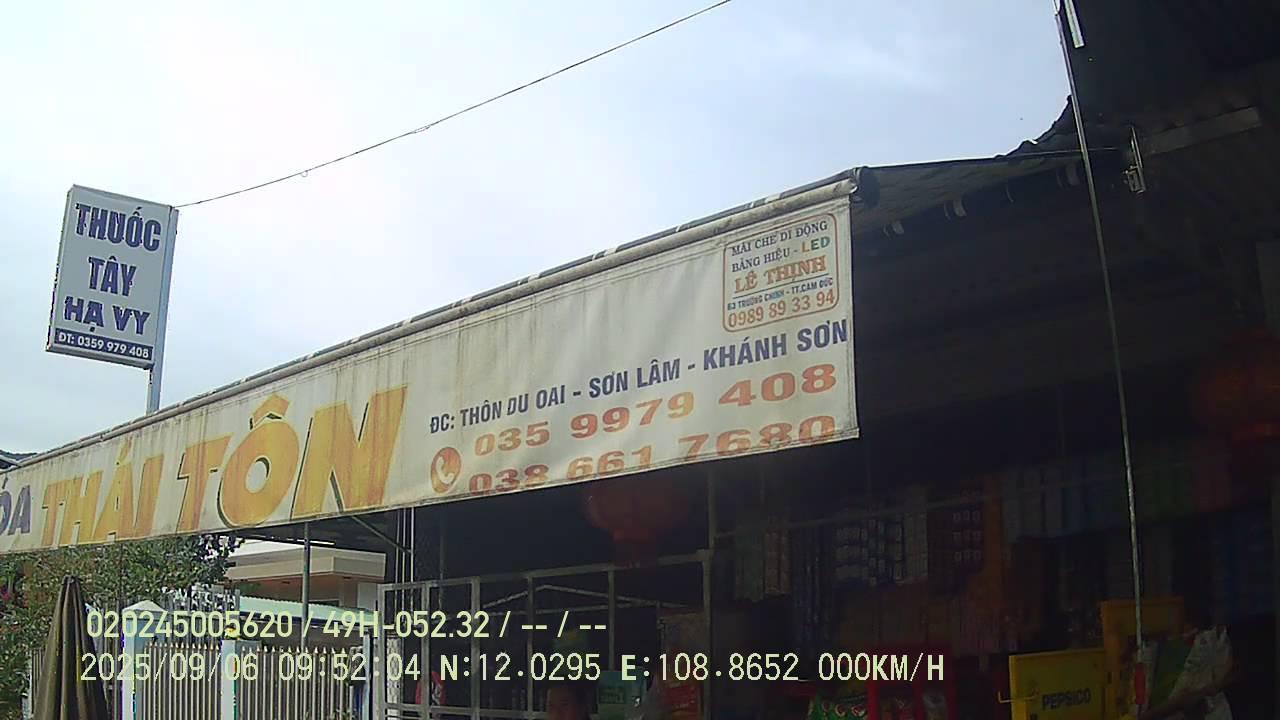 THUỐC
TÂY
HẠ VY
ĐT: 0359 979 408
MÁI CHE DI ĐỘNG
BẢNG HIỆU - LED
LÊ THỊNH
63 TRƯỜNG CHINH - TT.CAM ĐỨC
0989 89 33 94
ÓA THÁI TÔN
ĐC: THÔN DU OAI - SƠN LÂM - KHÁNH SƠN
035 9979 408
038 661 7680
PEPSICO
020245005620 / 49H-052.32 / -- / --
2025/09/06 09:52:04 N:12.0295 E:108.8652 000KM/H